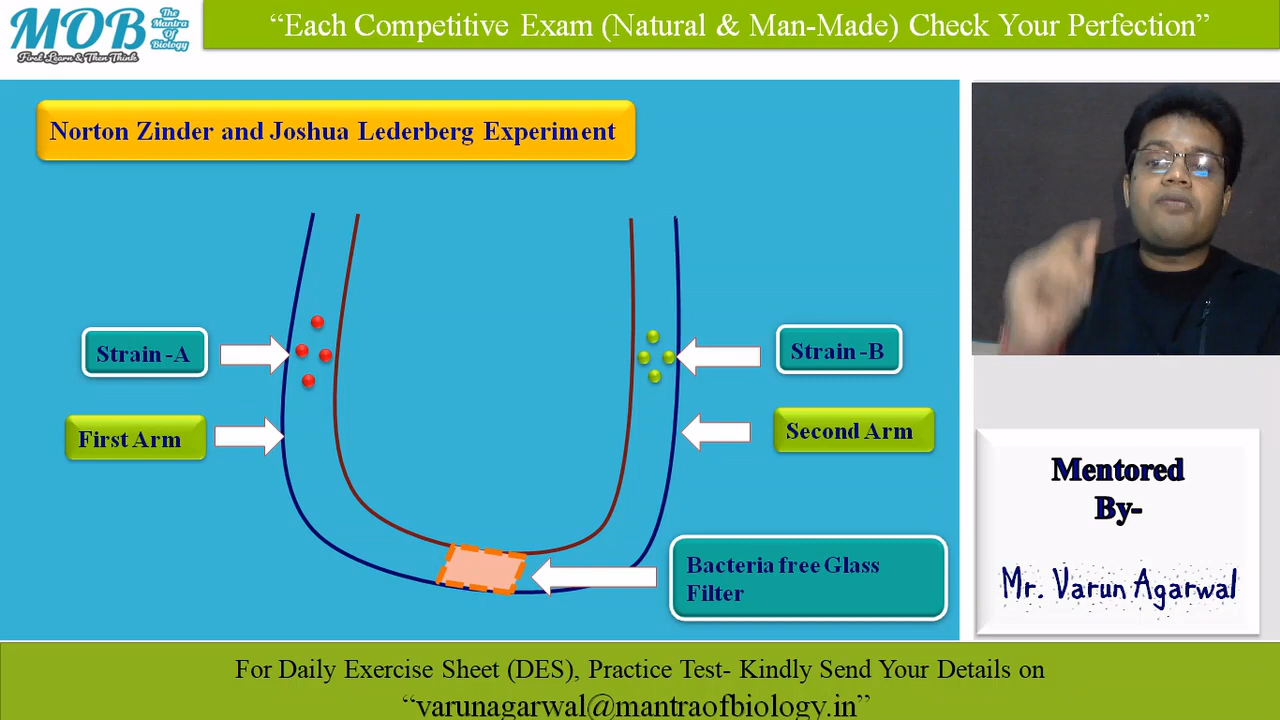 MOB The Mantra Of Biology
First Learn & Then Think
“Each Competitive Exam (Natural & Man-Made) Check Your Perfection”
Norton Zinder and Joshua Lederberg Experiment
Strain -A
Strain -B
First Arm
Second Arm
Bacteria free Glass
Filter
Mentored
By-
Mr. Varun Agarwal
For Daily Exercise Sheet (DES), Practice Test- Kindly Send Your Details on
“varunagarwal@mantraofbiology.in”